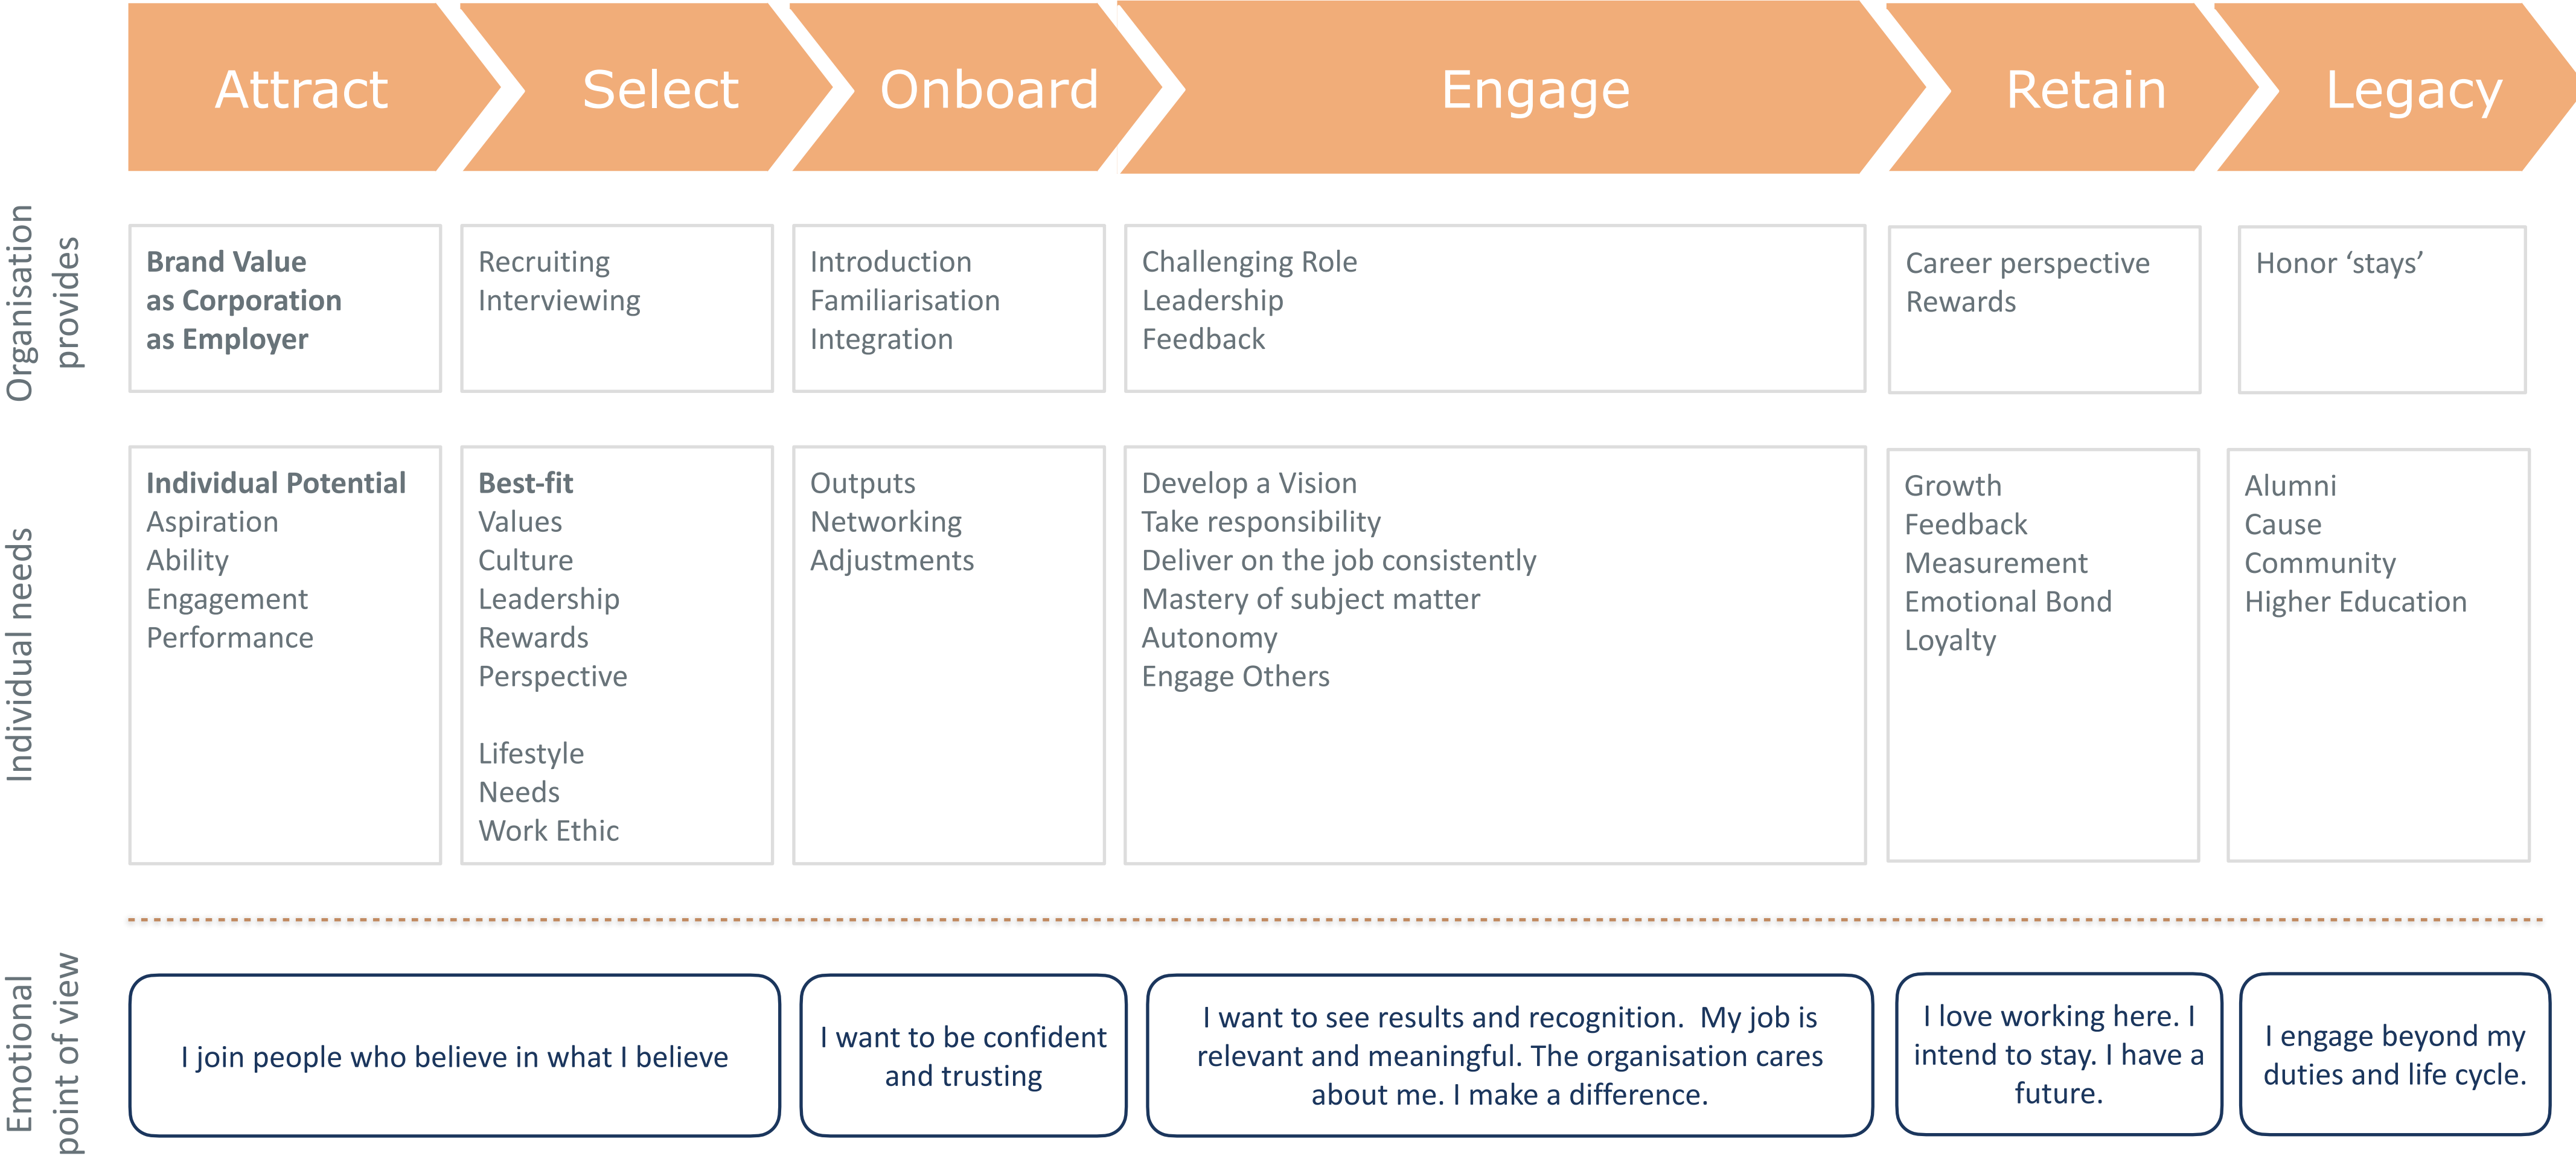 Attract
Select
Onboard
Engage
Retain
Legacy
Organisation
provides
Brand Value
as Corporation
as Employer
Recruiting
Interviewing
Introduction
Familiarisation
Integration
Challenging Role
Leadership
Feedback
Career perspective
Rewards
Honor ‘stays’
Individual needs
Individual Potential
Aspiration
Ability
Engagement
Performance
Best-fit
Values
Culture
Leadership
Rewards
Perspective
Lifestyle
Needs
Work Ethic
Outputs
Networking
Adjustments
Develop a Vision
Take responsibility
Deliver on the job consistently
Mastery of subject matter
Autonomy
Engage Others
Growth
Feedback
Measurement
Emotional Bond
Loyalty
Alumni
Cause
Community
Higher Education
Emotional
point of view
I join people who believe in what I believe
I want to be confident
and trusting
I want to see results and recognition.  My job is
relevant and meaningful. The organisation cares
about me. I make a difference.
I love working here. I
intend to stay. I have a
future.
I engage beyond my
duties and life cycle.